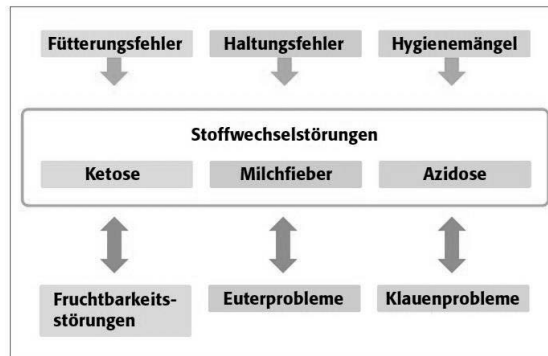 Fütterungsfehler Haltungsfehler Hygienemängel
Stoffwechselstörungen
Ketose Milchfieber Azidose
Fruchtbarkeits-
störungen
Euterprobleme Klauenprobleme